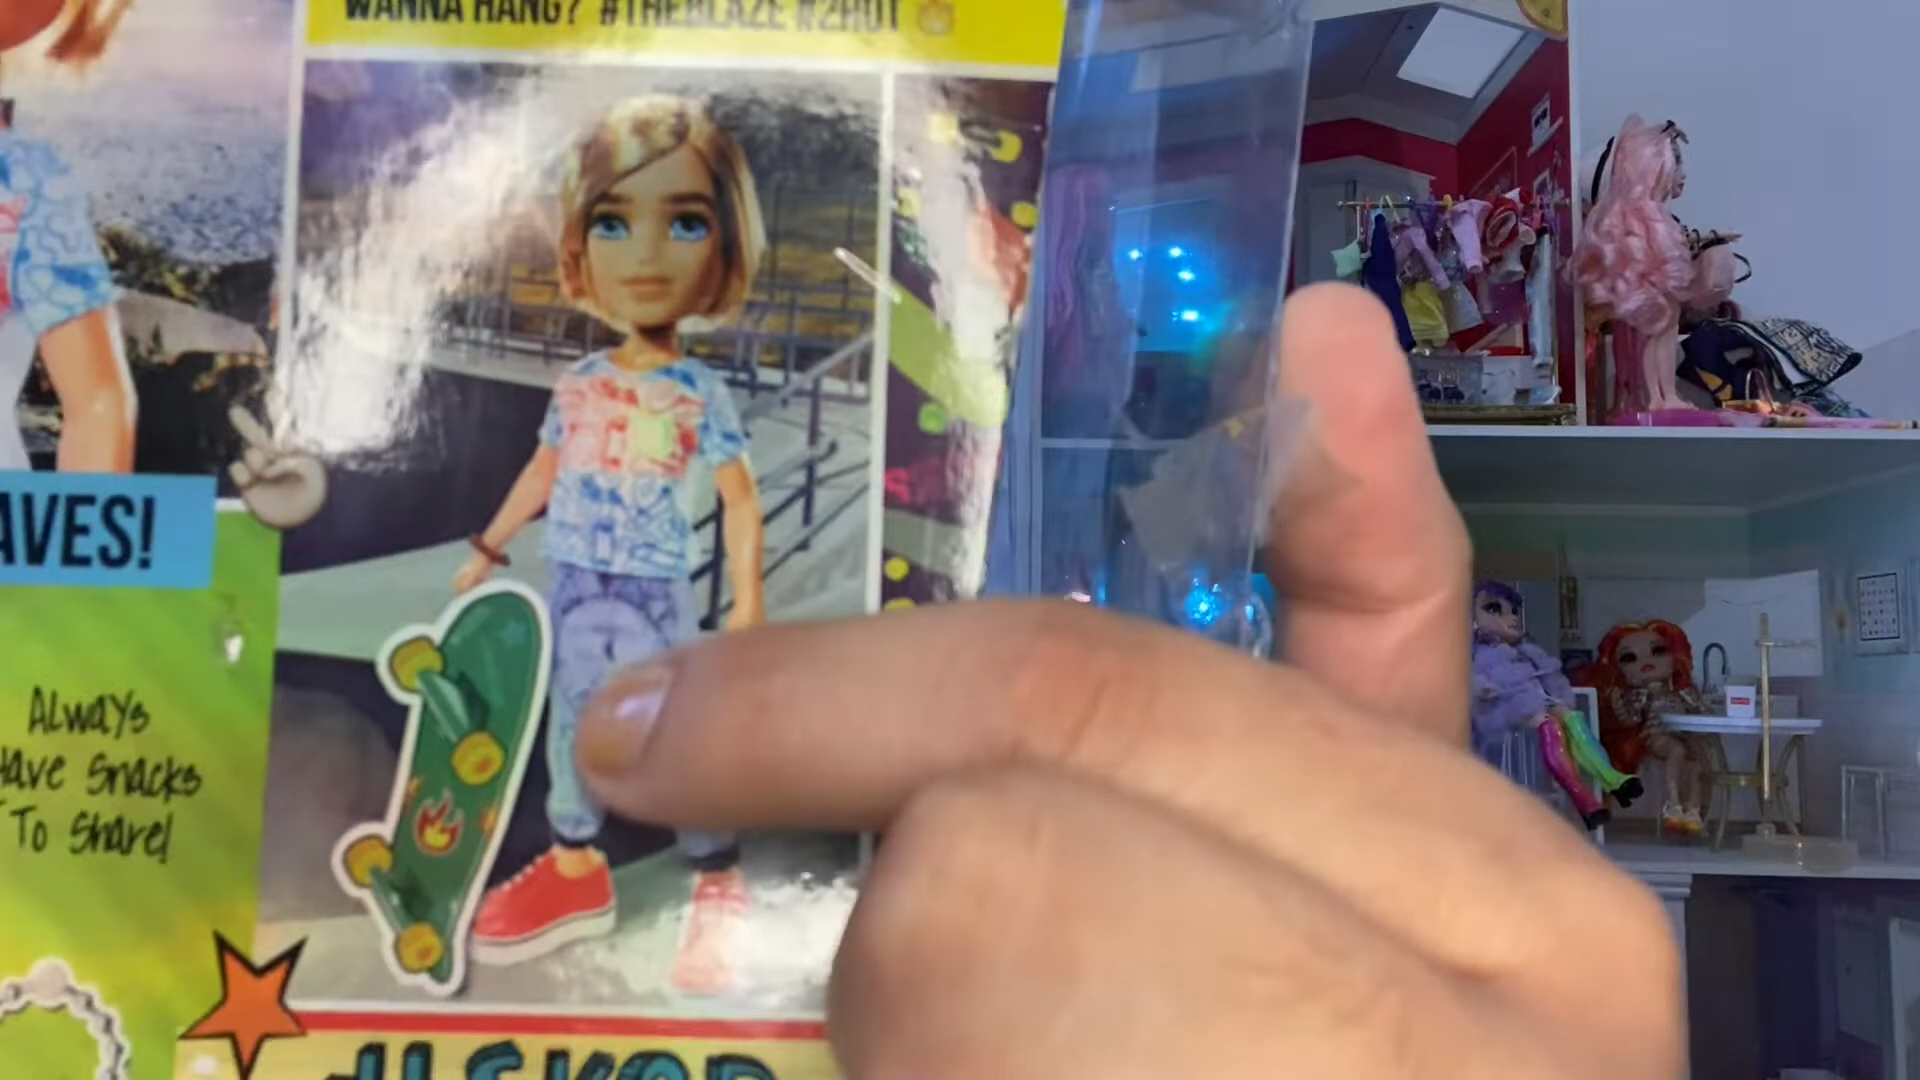 WANNA HANG? #THEBLAZE #2HOT
AVES!
Always
Have Snacks
To Share!